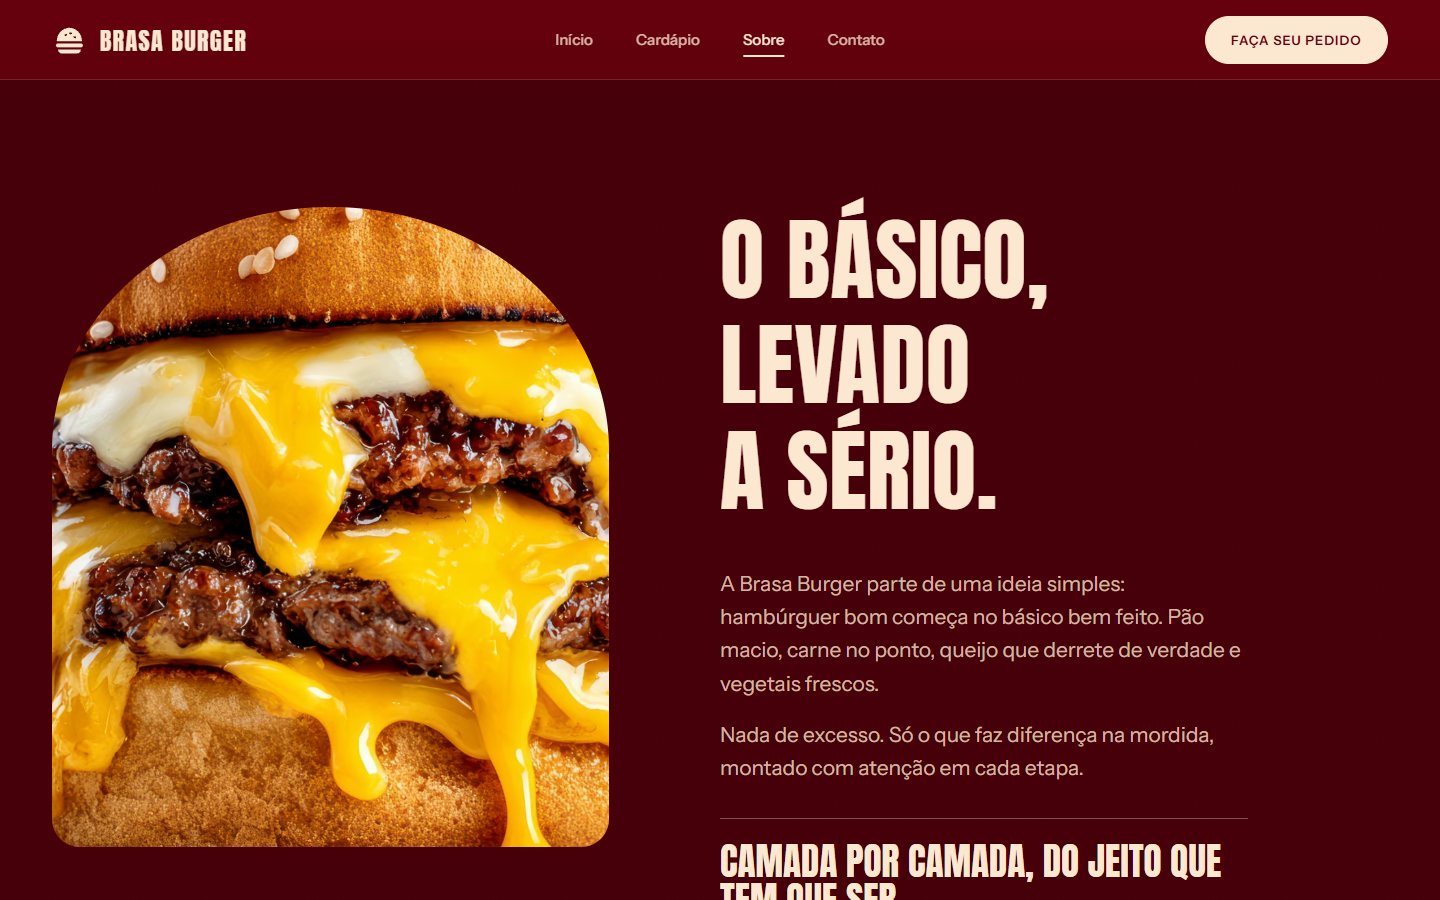 BRASA BURGER
Início
Cardápio
Sobre
Contato
FAÇA SEU PEDIDO
O BÁSICO,
LEVADO
A SÉRIO.
A Brasa Burger parte de uma ideia simples:
hambúrguer bom começa no básico bem feito. Pão
macio, carne no ponto, queijo que derrete de verdade e
vegetais frescos.
Nada de excesso. Só o que faz diferença na mordida,
montado com atenção em cada etapa.
CAMADA POR CAMADA, DO JEITO QUE
TEM QUE SER